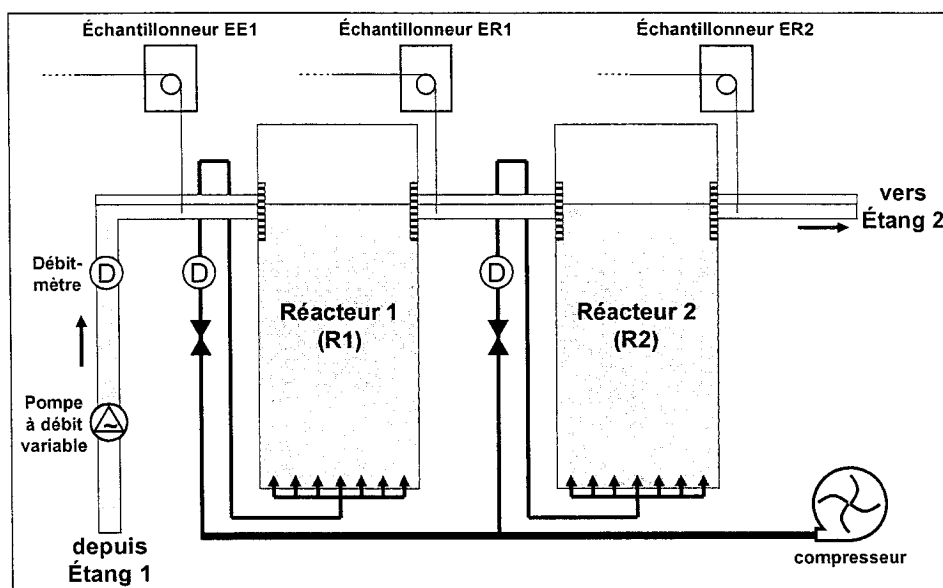 Échantillonneur EE1
Échantillonneur ER1
Échantillonneur ER2
vers
Étang 2
Débit-
mètre
D
D
D
Réacteur 1
(R1)
Réacteur 2
(R2)
Pompe
à débit
variable
~
depuis
Étang 1
compresseur